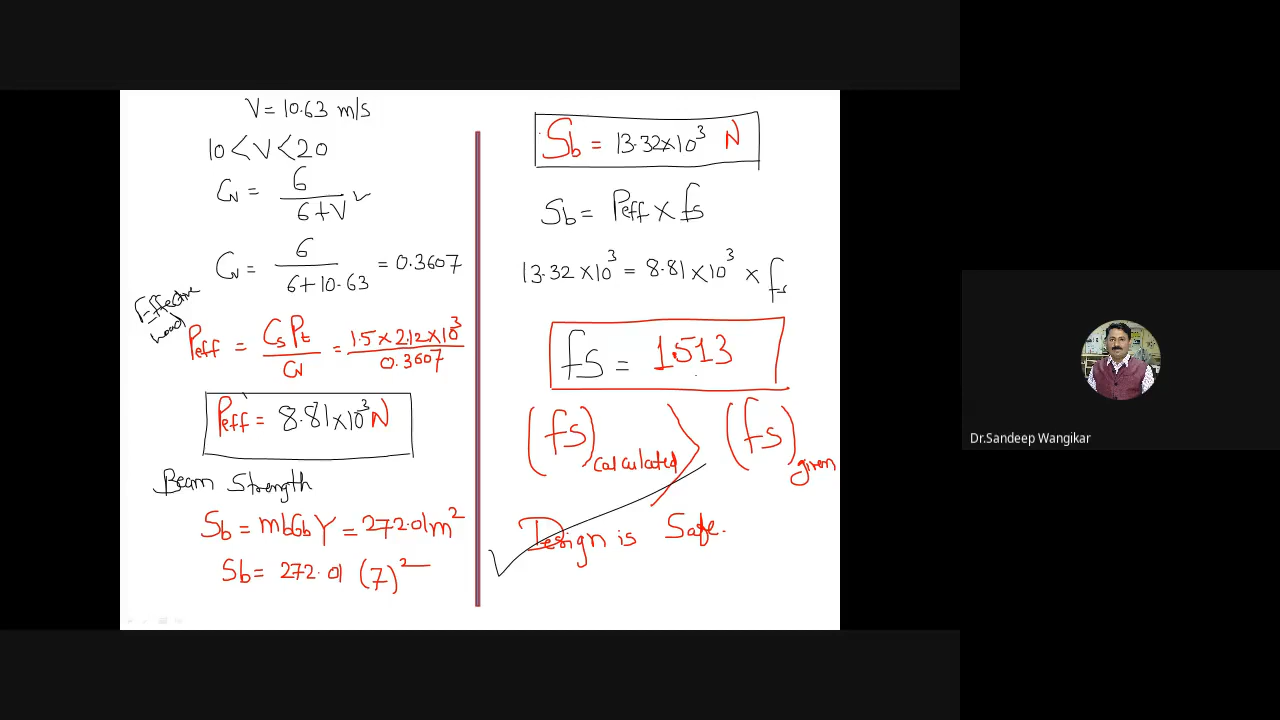 V = 10.63 m/s
10 < V < 20
Cv = 6 / 6+V ✓
Cv = 6 / 6+10.63 = 0.3607
Effective load
Peff = Cs Pt / Cv = 1.5 × 2.12 × 10³ / 0.3607
Peff = 8.81×10³ N
Beam Strength
Sb = mbσb Y = 272.01m²
Sb = 272.01 (7)²
Sb = 13.32×10³ N
Sb = Peff × fs
13.32 × 10³ = 8.81 × 10³ × fs
fs = 1.513
(fs)calculated > (fs)given
Design is Safe.
Dr.Sandeep Wangikar